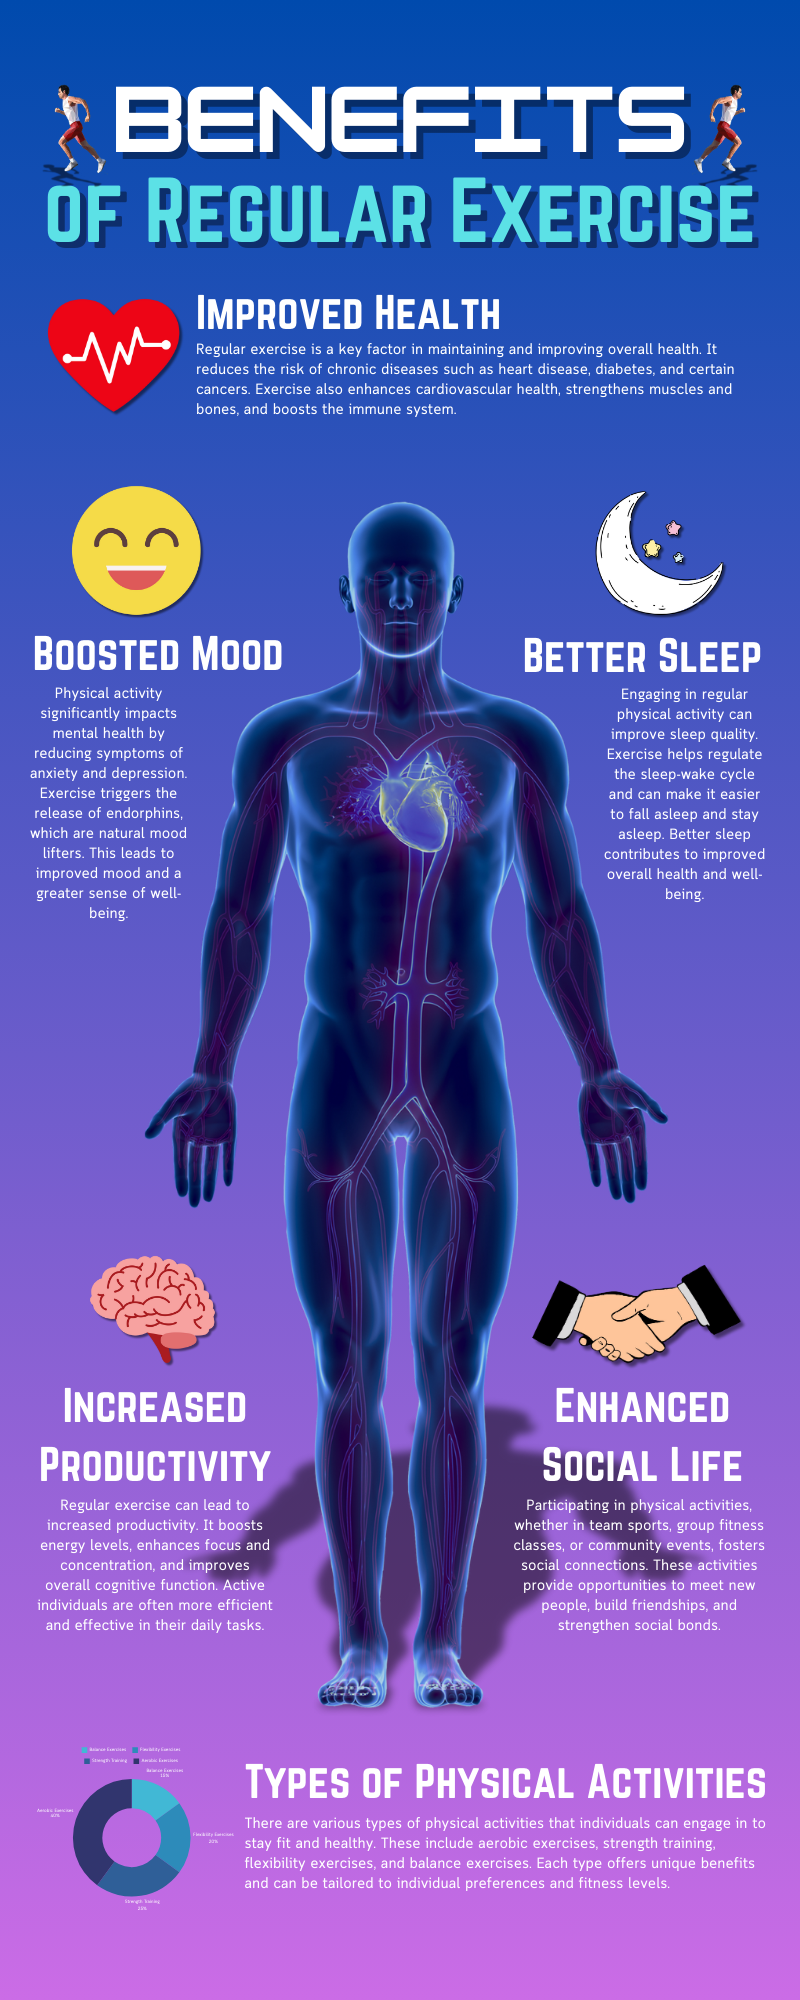 BENEFITS
OF REGULAR EXERCISE
IMPROVED HEALTH
Regular exercise is a key factor in maintaining and improving overall health. It
reduces the risk of chronic diseases such as heart disease, diabetes, and certain
cancers. Exercise also enhances cardiovascular health, strengthens muscles and
bones, and boosts the immune system.
BOOSTED MOOD
Physical activity
significantly impacts
mental health by
reducing symptoms of
anxiety and depression.
Exercise triggers the
release of endorphins,
which are natural mood
lifters. This leads to
improved mood and a
greater sense of well-
being.
BETTER SLEEP
Engaging in regular
physical activity can
improve sleep quality.
Exercise helps regulate
the sleep-wake cycle
and can make it easier
to fall asleep and stay
asleep. Better sleep
contributes to improved
overall health and well-
being.
INCREASED
PRODUCTIVITY
Regular exercise can lead to
increased productivity. It boosts
energy levels, enhances focus and
concentration, and improves
overall cognitive function. Active
individuals are often more efficient
and effective in their daily tasks.
ENHANCED
SOCIAL LIFE
Participating in physical activities,
whether in team sports, group fitness
classes, or community events, fosters
social connections. These activities
provide opportunities to meet new
people, build friendships, and
strengthen social bonds.
Balance Exercises Flexibility Exercises
Strength Training Aerobic Exercises
Balance Exercises
Aerobic Exercises
40%
Flexibility Exercises
20%
Strength Training
TYPES OF PHYSICAL ACTIVITIES
There are various types of physical activities that individuals can engage in to
stay fit and healthy. These include aerobic exercises, strength training,
flexibility exercises, and balance exercises. Each type offers unique benefits
and can be tailored to individual preferences and fitness levels.